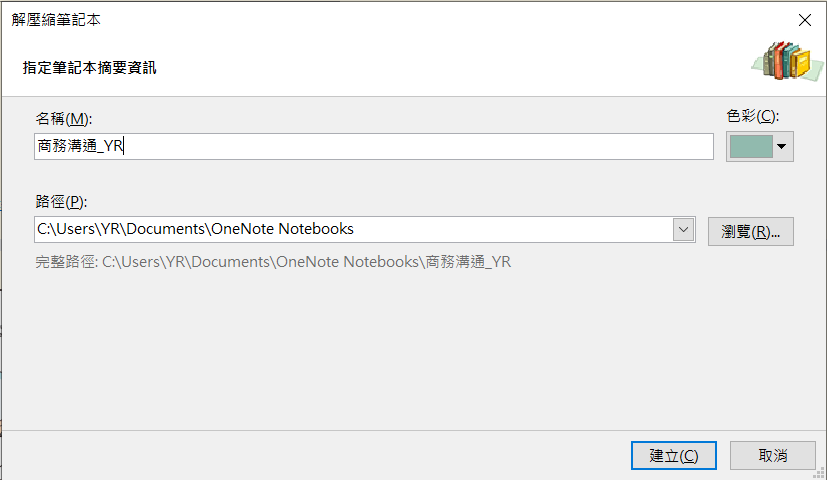 解壓縮筆記本
指定筆記本摘要資訊
名稱(M):
色彩(C):
商務溝通_YR
路徑(P):
C:\Users\YR\Documents\OneNote Notebooks
瀏覽(R)...
完整路徑: C:\Users\YR\Documents\OneNote Notebooks\商務溝通_YR
建立(C)
取消